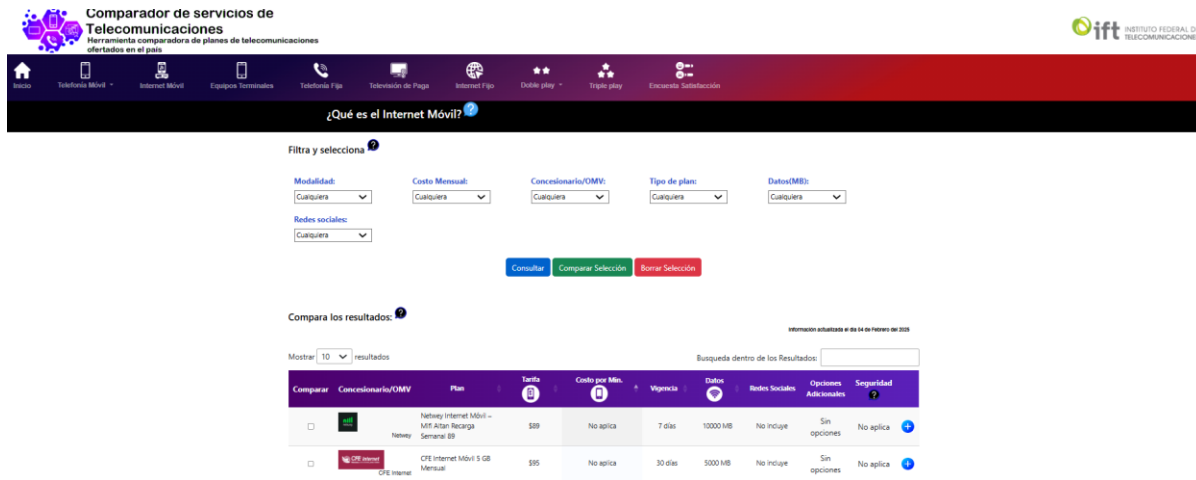 Comparador de servicios de
Telecomunicaciones
Herramienta comparadora de planes de telecomunicaciones
ofertados en el país
ift INSTITUTO FEDERAL D
TELECOMUNICACIONE
Inicio Telefonía Móvil Internet Móvil Equipos Terminales Telefonía Fija Televisión de Paga Internet Fijo Doble play Triple play Encuesta Satisfacción
¿Qué es el Internet Móvil? ?
Filtra y selecciona ?
Modalidad: Costo Mensual: Concesionario/OMV: Tipo de plan: Datos(MB):
Cualquiera Cualquiera Cualquiera Cualquiera Cualquiera
Redes sociales:
Cualquiera
Consultar Comparar Selección Borrar Selección
Compara los resultados: ?
Información actualizada al día 04 de Febrero del 2025
Mostrar 10 resultados Busqueda dentro de los Resultados:
Comparar Concesionario/OMV Plan Tarifa Costo por Min. Vigencia Datos Redes Sociales Opciones Adicionales Seguridad ?
Netwey Netwey Internet Móvil – Mifi Altan Recarga Semanal 89 $89 No aplica 7 días 10000 MB No incluye Sin opciones No aplica
CFE Internet CFE Internet CFE Internet Móvil 5 GB Mensual $95 No aplica 30 días 5000 MB No incluye Sin opciones No aplica